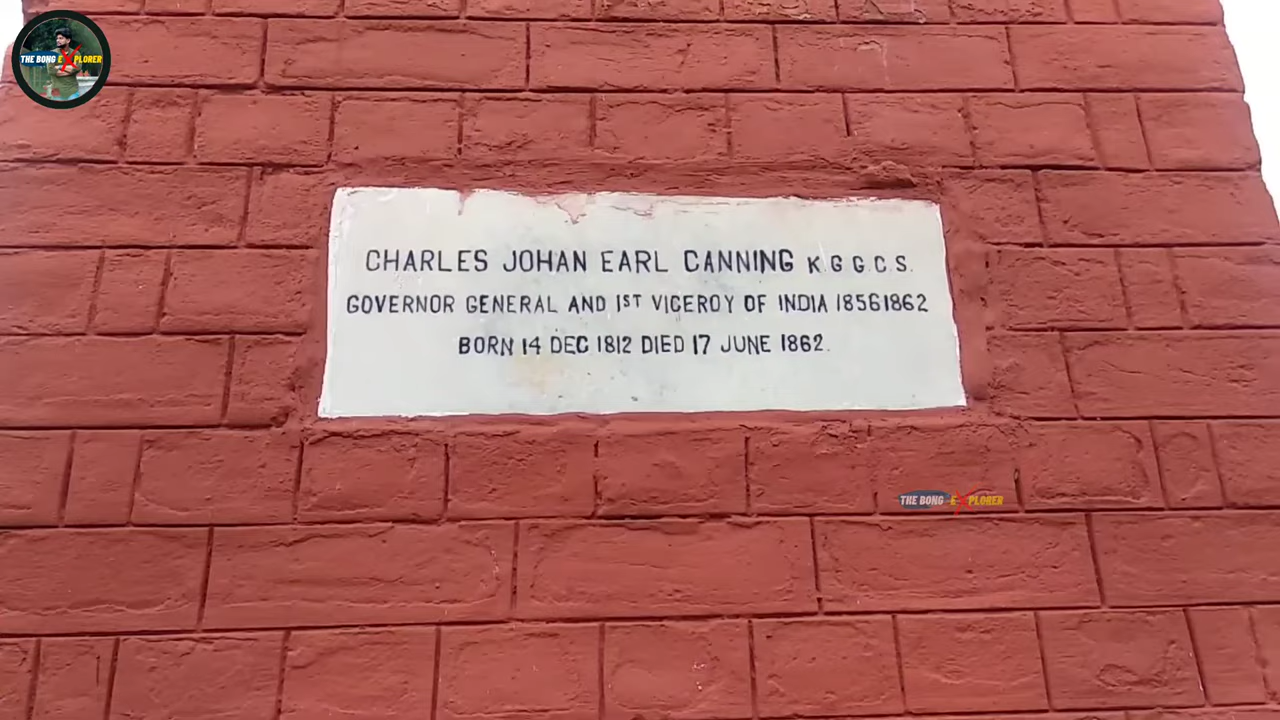 THE BONG EXPLORER
CHARLES JOHAN EARL CANNING K.G G.C.S.
GOVERNOR GENERAL AND 1ST VICEROY OF INDIA 18561862
BORN 14 DEC 1812 DIED 17 JUNE 1862.
THE BONG EXPLORER